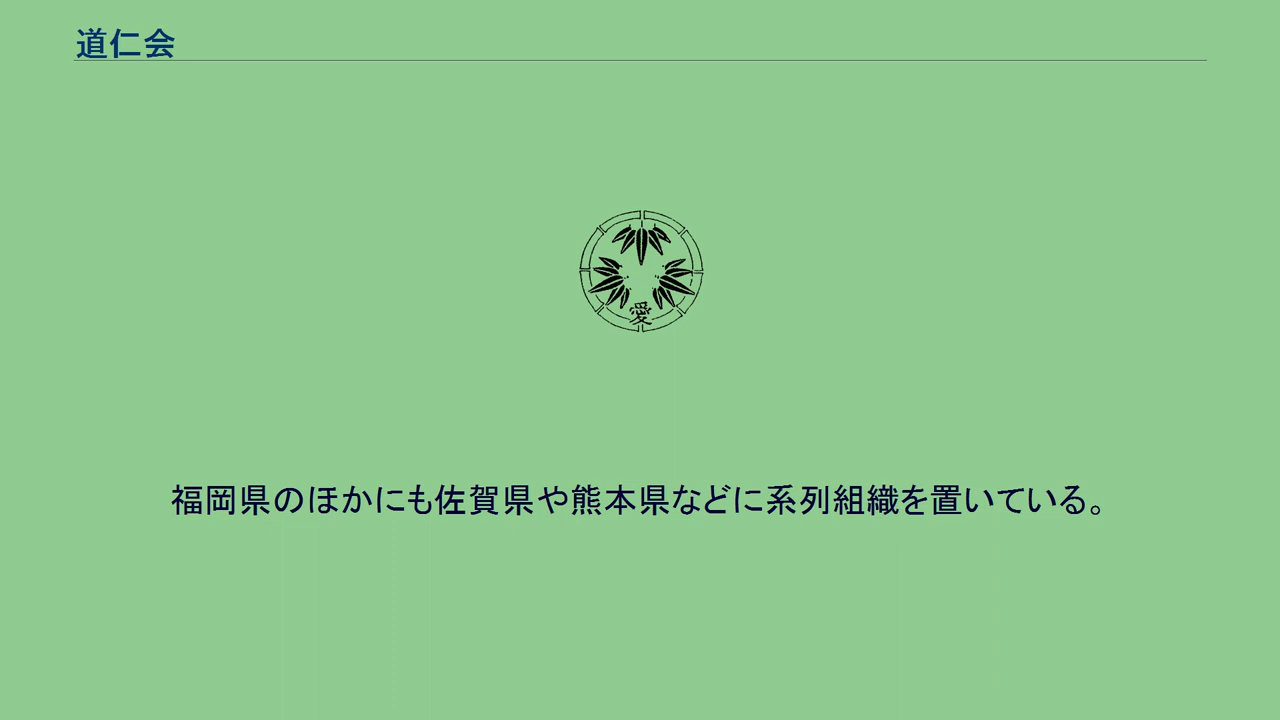 道仁会
愛
福岡県のほかにも佐賀県や熊本県などに系列組織を置いている。